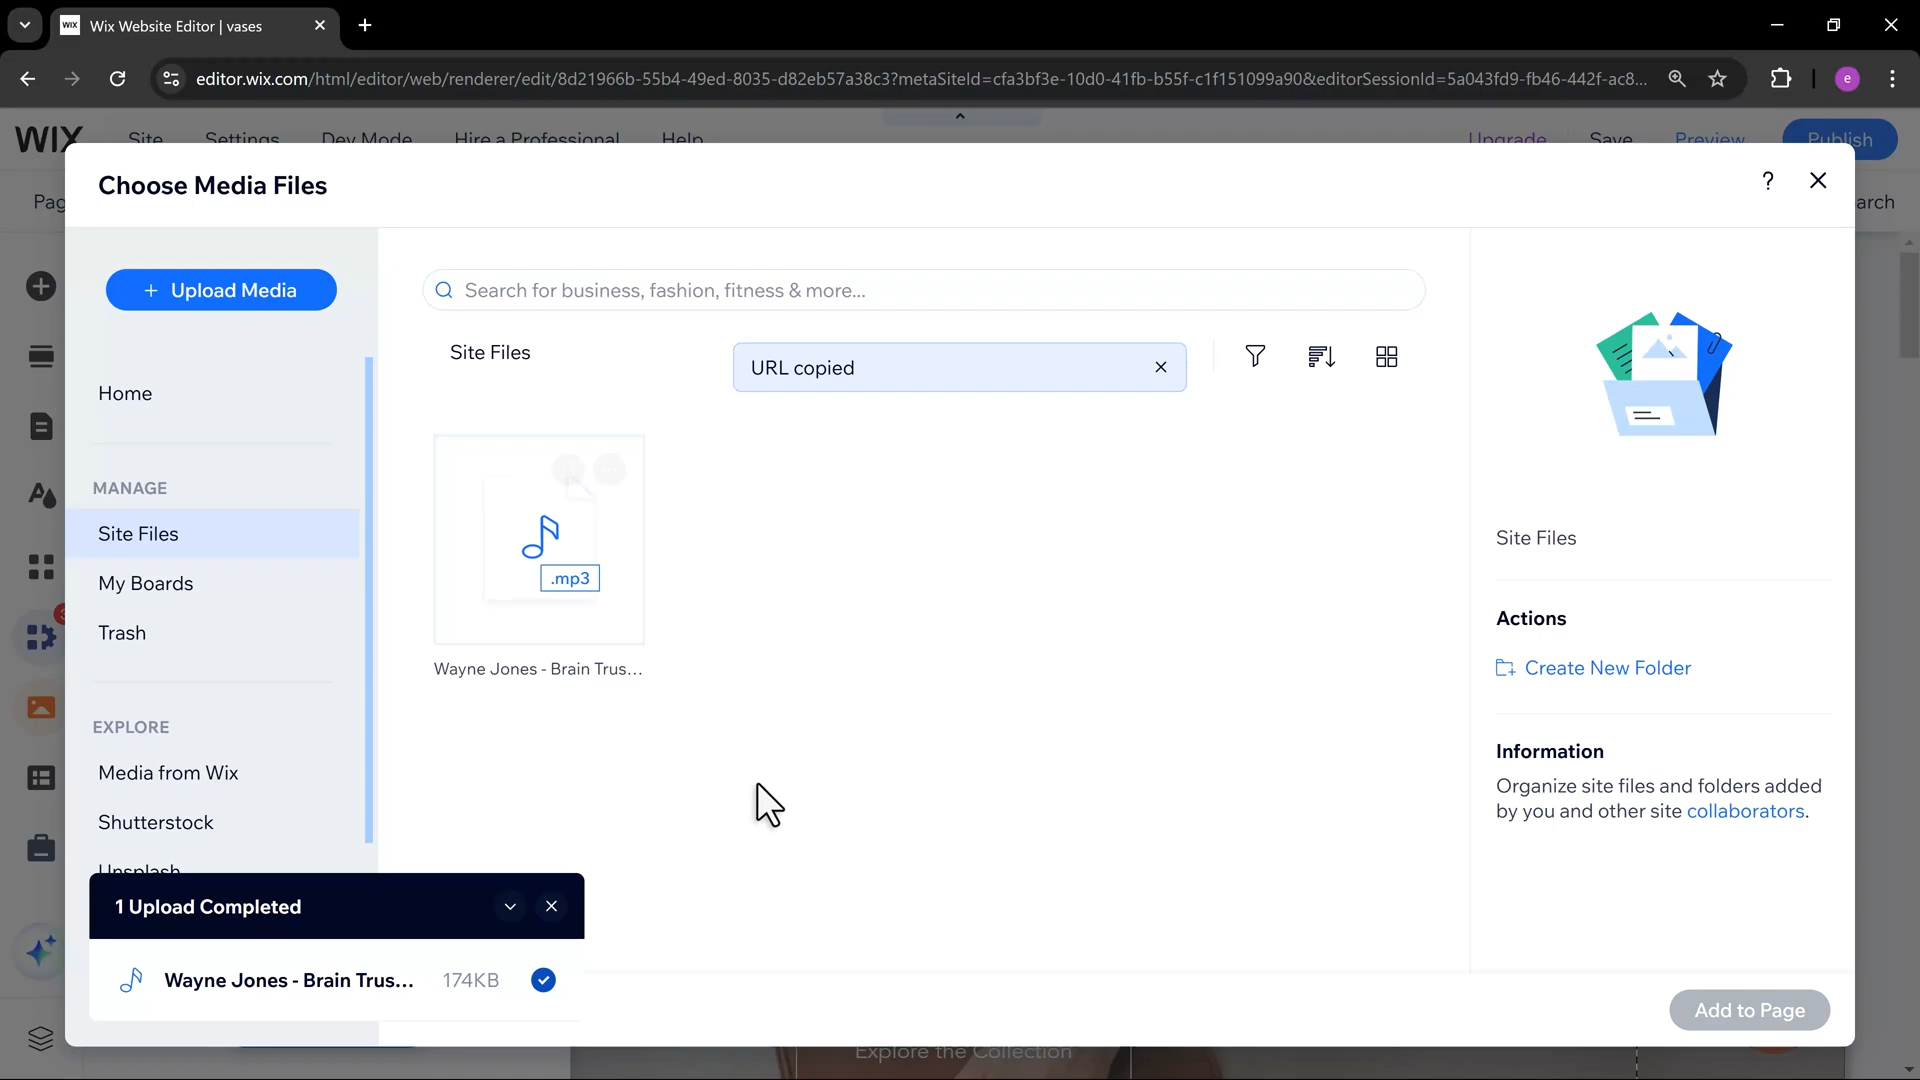 WIX Wix Website Editor | vases
editor.wix.com/html/editor/web/renderer/edit/8d21966b-55b4-49ed-8035-d82eb57a38c3?metaSiteId=cfa3bf3e-10d0-41fb-b55f-c1f151099a90&editorSessionId=5a043fd9-fb46-442f-ac8...
e
WIX Site Settings Dev Mode Hire a Professional Help Upgrade Save Preview Publish
Pag
arch
Choose Media Files
?
+ Upload Media
Search for business, fashion, fitness & more...
Site Files
URL copied
Home
MANAGE
Site Files
My Boards
Trash
EXPLORE
Media from Wix
Shutterstock
Unsplash
.mp3
Wayne Jones - Brain Trus...
Site Files
Actions
Create New Folder
Information
Organize site files and folders added
by you and other site collaborators.
1 Upload Completed
Wayne Jones - Brain Trus... 174KB
Add to Page
Explore the Collection